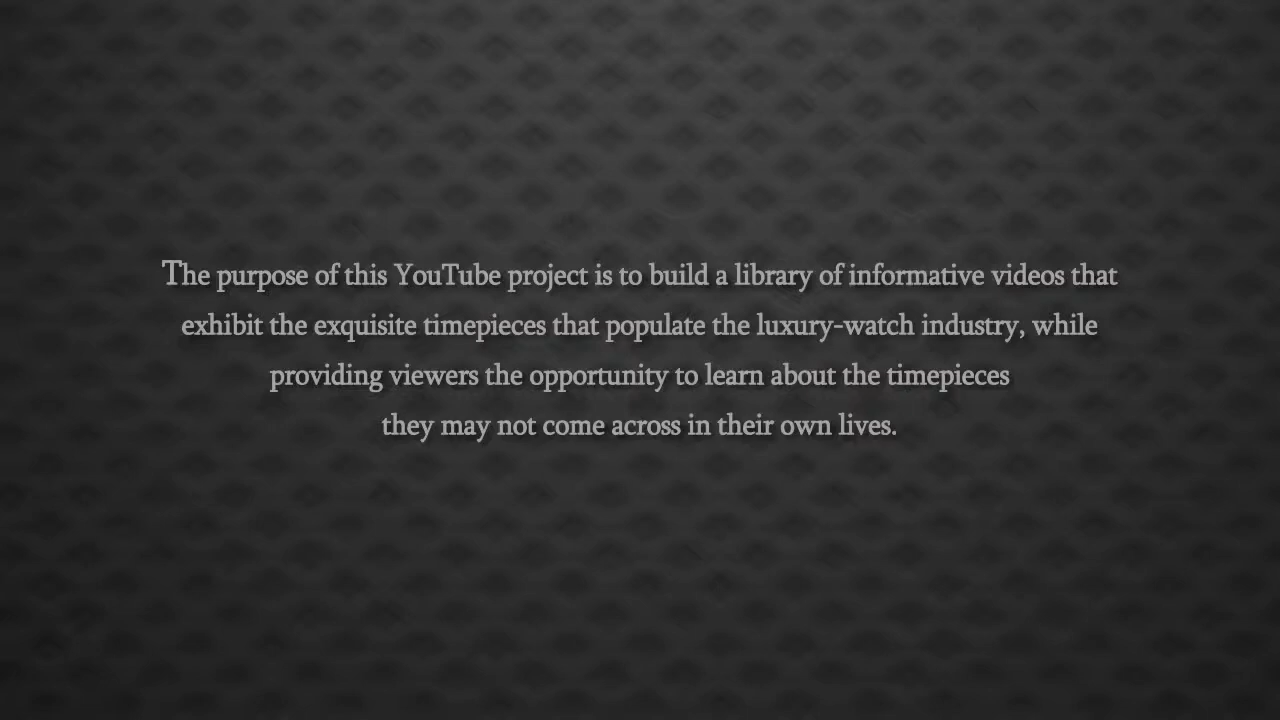 The purpose of this YouTube project is to build a library of informative videos that
exhibit the exquisite timepieces that populate the luxury-watch industry, while
providing viewers the opportunity to learn about the timepieces
they may not come across in their own lives.